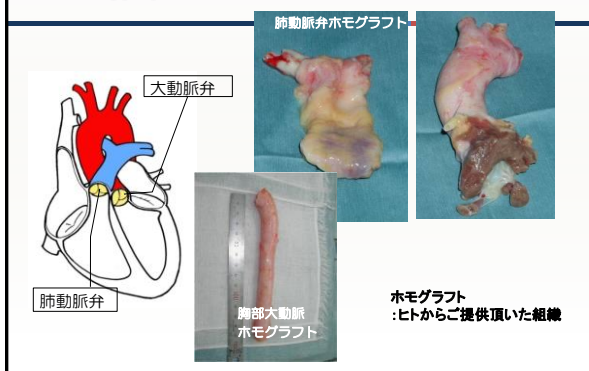 肺動脈弁ホモグラフト
大動脈弁
肺動脈弁
胸部大動脈
ホモグラフト
ホモグラフト
:ヒトからご提供頂いた組織